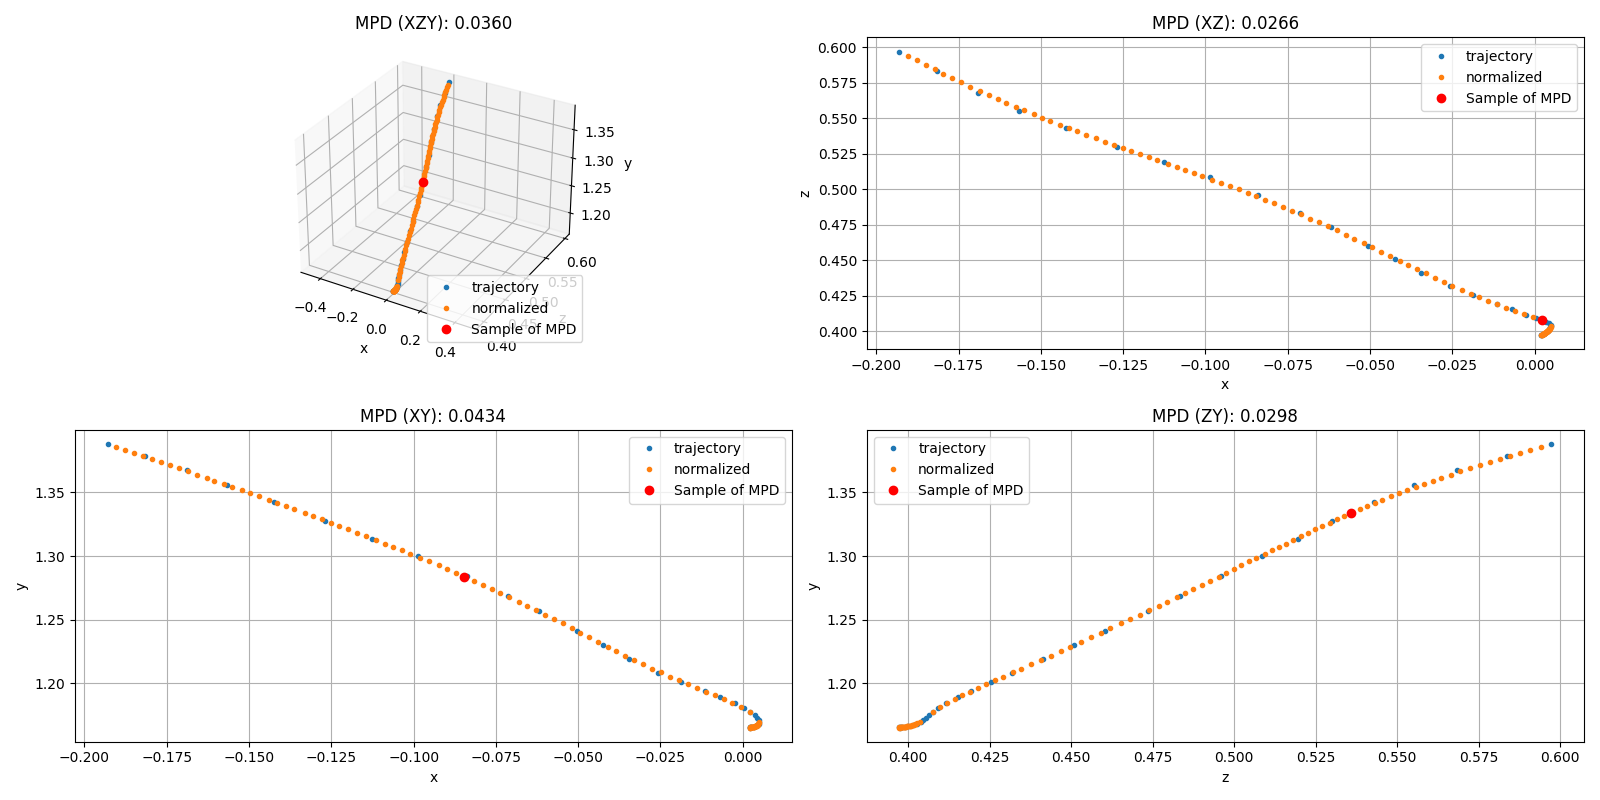 MPD (XZY): 0.0360
1.35
1.30
y
1.25
1.20
0.60
0.55
0.50
z
0.45
0.40
−0.4
−0.2
0.0
0.2
0.4
x
trajectory
normalized
Sample of MPD
MPD (XZ): 0.0266
0.600
0.575
0.550
0.525
0.500
0.475
0.450
0.425
0.400
z
−0.200 −0.175 −0.150 −0.125 −0.100 −0.075 −0.050 −0.025 0.000
x
trajectory
normalized
Sample of MPD
MPD (XY): 0.0434
1.35
1.30
1.25
1.20
y
−0.200 −0.175 −0.150 −0.125 −0.100 −0.075 −0.050 −0.025 0.000
x
trajectory
normalized
Sample of MPD
MPD (ZY): 0.0298
trajectory
normalized
Sample of MPD
1.35
1.30
1.25
1.20
y
0.400 0.425 0.450 0.475 0.500 0.525 0.550 0.575 0.600
z